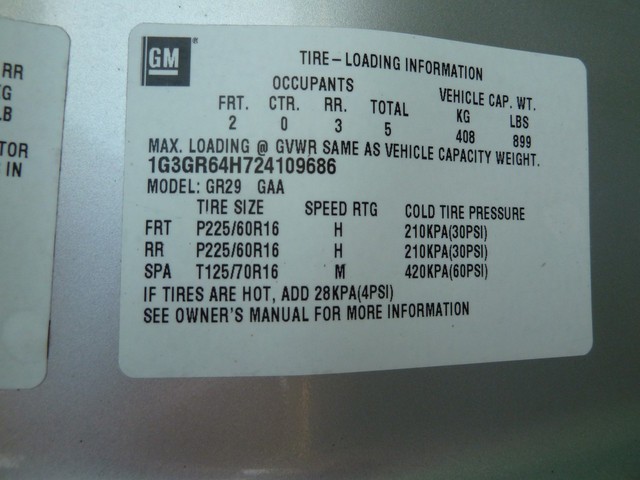 RR
G
LB
TOR
IN
GM
TIRE-LOADING INFORMATION
OCCUPANTS VEHICLE CAP. WT.
FRT. CTR. RR. TOTAL KG LBS
2 0 3 5 408 899
MAX. LOADING @ GVWR SAME AS VEHICLE CAPACITY WEIGHT.
1G3GR64H724109686
MODEL: GR29 GAA
TIRE SIZE SPEED RTG COLD TIRE PRESSURE
FRT P225/60R16 H 210KPA(30PSI)
RR P225/60R16 H 210KPA(30PSI)
SPA T125/70R16 M 420KPA(60PSI)
IF TIRES ARE HOT, ADD 28KPA(4PSI)
SEE OWNER'S MANUAL FOR MORE INFORMATION